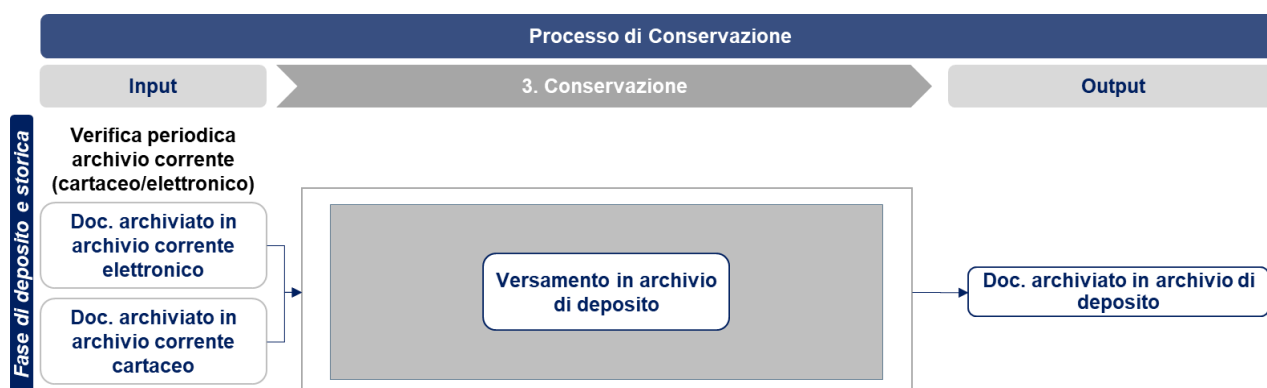 Processo di Conservazione
Input
3. Conservazione
Output
Fase di deposito e storica
Verifica periodica
archivio corrente
(cartaceo/elettronico)
Doc. archiviato in
archivio corrente
elettronico
Doc. archiviato in
archivio corrente
cartaceo
Versamento in archivio
di deposito
Doc. archiviato in archivio di
deposito